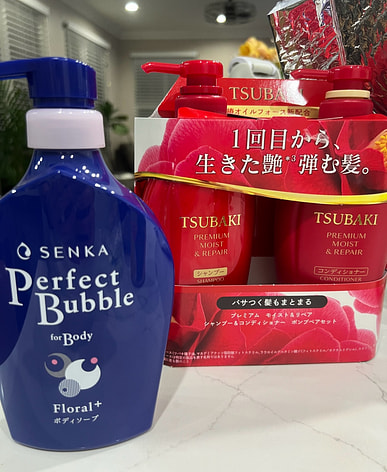 SENKA
Perfect
Bubble
for Body
Floral+
ボディソープ
TSUBAKI
1回目から、
生きた艶*³弾む髪。
TSUBAKI
PREMIUM
MOIST
& REPAIR
シャンプー
SHAMPOO
TSUBAKI
PREMIUM
MOIST
& REPAIR
コンディショナー
CONDITIONER
パサつく髪もまとまる
プレミアム モイスト&リペア
シャンプー&コンディショナー ポンプペアセット